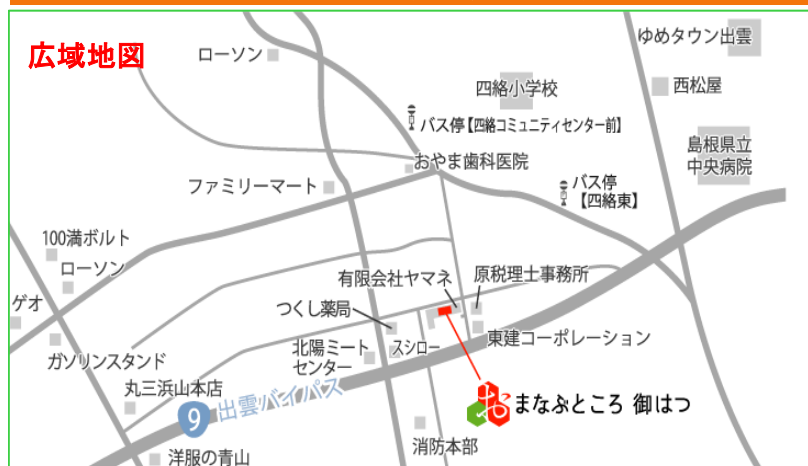 広域地図
ローソン
ゆめタウン出雲
西松屋
四絡小学校
バス停【四絡コミュニティセンター前】
島根県立
中央病院
おやま歯科医院
バス停
【四絡東】
ファミリーマート
100満ボルト
ローソン
有限会社ヤマネ
原税理士事務所
ゲオ
つくし薬局
ガソリンスタンド
北陽ミート
センター
スシロー
東建コーポレーション
丸三浜山本店
9
出雲バイパス
お
まなぶところ 御はつ
消防本部
洋服の青山